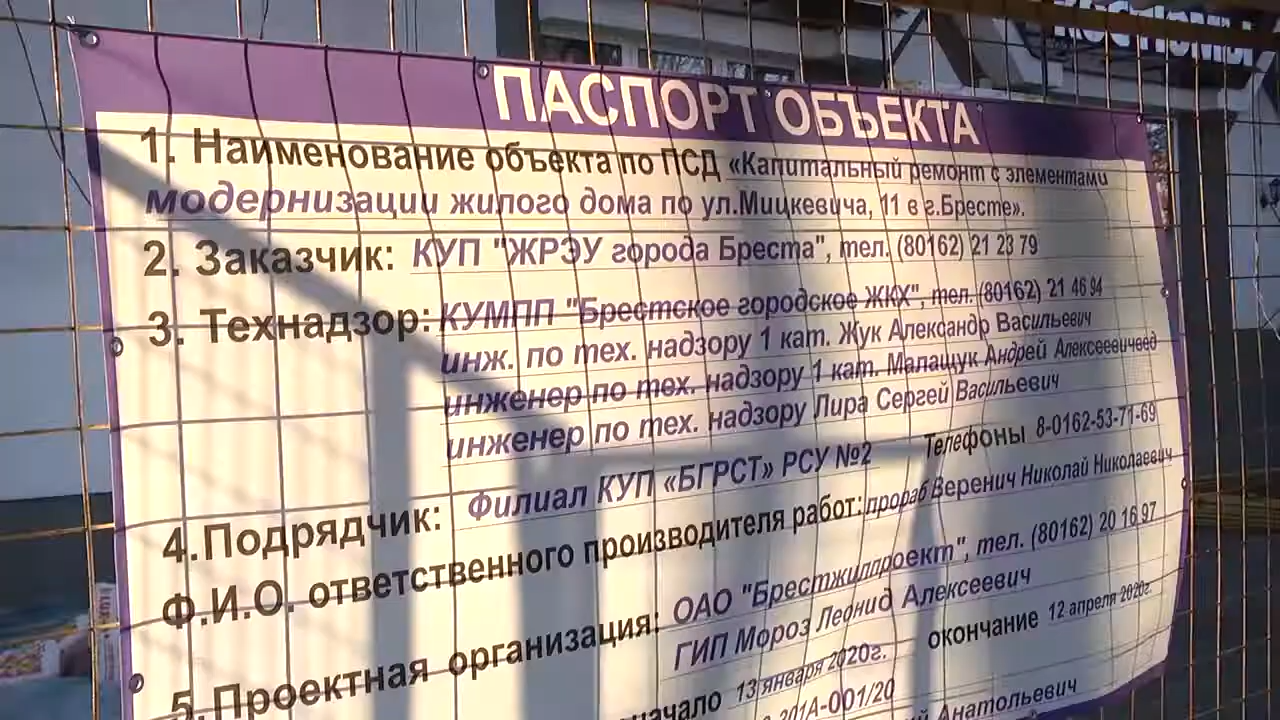 КОСТЮМЫ
ПАСПОРТ ОБЪЕКТА
1. Наименование объекта по ПСД «Капитальный ремонт с элементами
модернизации жилого дома по ул.Мицкевича, 11 в г.Бресте».
2. Заказчик: КУП "ЖРЭУ города Бреста", тел. (80162) 21 23 79
3. Технадзор: КУМПП "Брестское городское ЖКХ", тел. (80162) 21 46 94
инж. по тех. надзору 1 кат. Жук Александр Васильевич
инженер по тех. надзору 1 кат. Малащук Андрей Алексеевичеед
инженер по тех. надзору Лира Сергей Васильевич
4.Подрядчик: Филиал КУП «БГРСТ» РСУ №2 Телефоны 8-0162-53-71-69
Ф.И.О. ответственного производителя работ: прораб Веренич Николай Николаевич
5.Проектная организация: ОАО "Брестжилпроект", тел. (80162) 20 16 97
ГИП Мороз Леонид Алексеевич
начало 13 января 2020г. окончание 12 апреля 2020г.
201А-001/20
Анатольевич